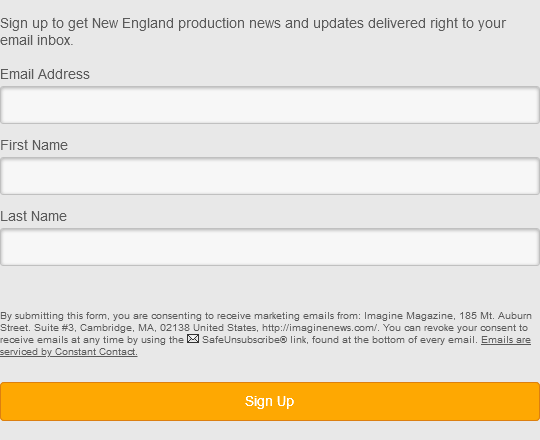 Sign up to get New England production news and updates delivered right to your
email inbox.
Email Address
First Name
Last Name
By submitting this form, you are consenting to receive marketing emails from: Imagine Magazine, 185 Mt. Auburn
Street. Suite #3, Cambridge, MA, 02138 United States, http://imaginenews.com/. You can revoke your consent to
receive emails at any time by using the SafeUnsubscribe® link, found at the bottom of every email. Emails are
serviced by Constant Contact.
Sign Up